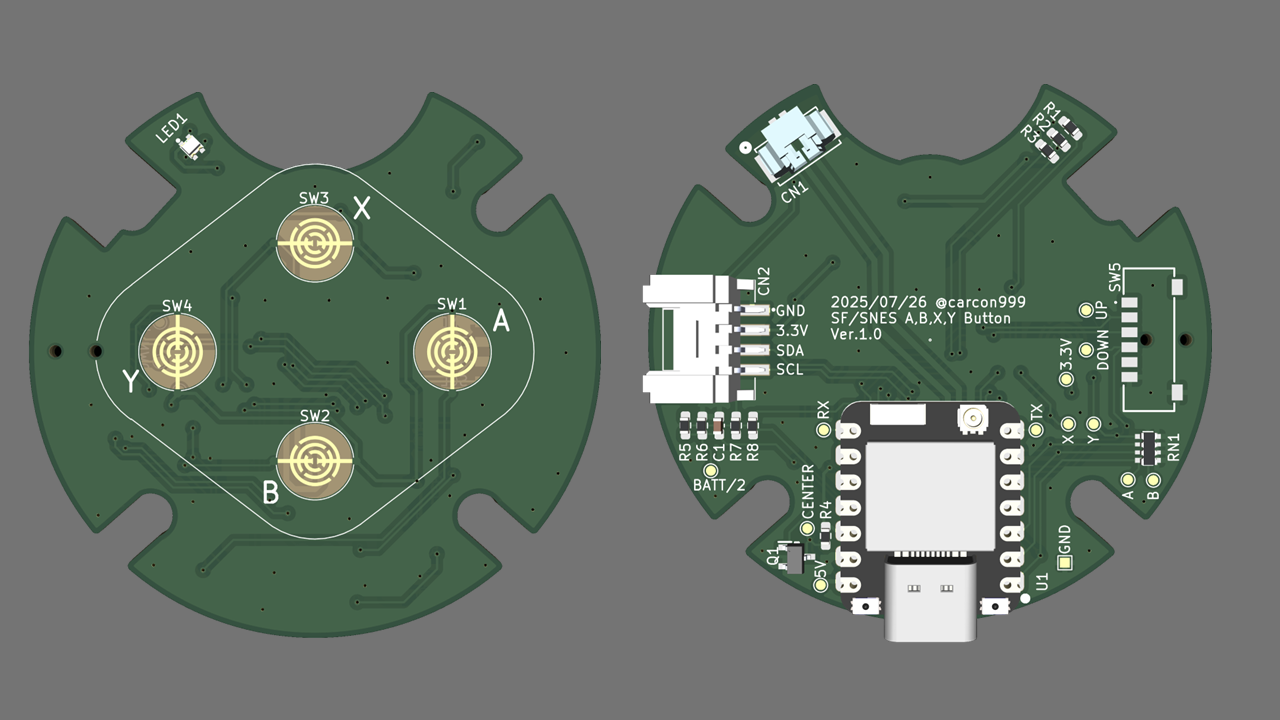 LED1
SW3
X
SW4
SW1
A
Y
SW2
B
R1
R2
R3
CN1
CN2
SW5
2025/07/26 @carcon999
SF/SNES A,B,X,Y Button
Ver.1.0
GND
3.3V
SDA
SCL
UP
DOWN
3.3V
RX
TX
X
Y
R5
R6
C1
R7
R8
RN1
BATT/2
CENTER
R4
A
B
Q1
5V
GND
U1